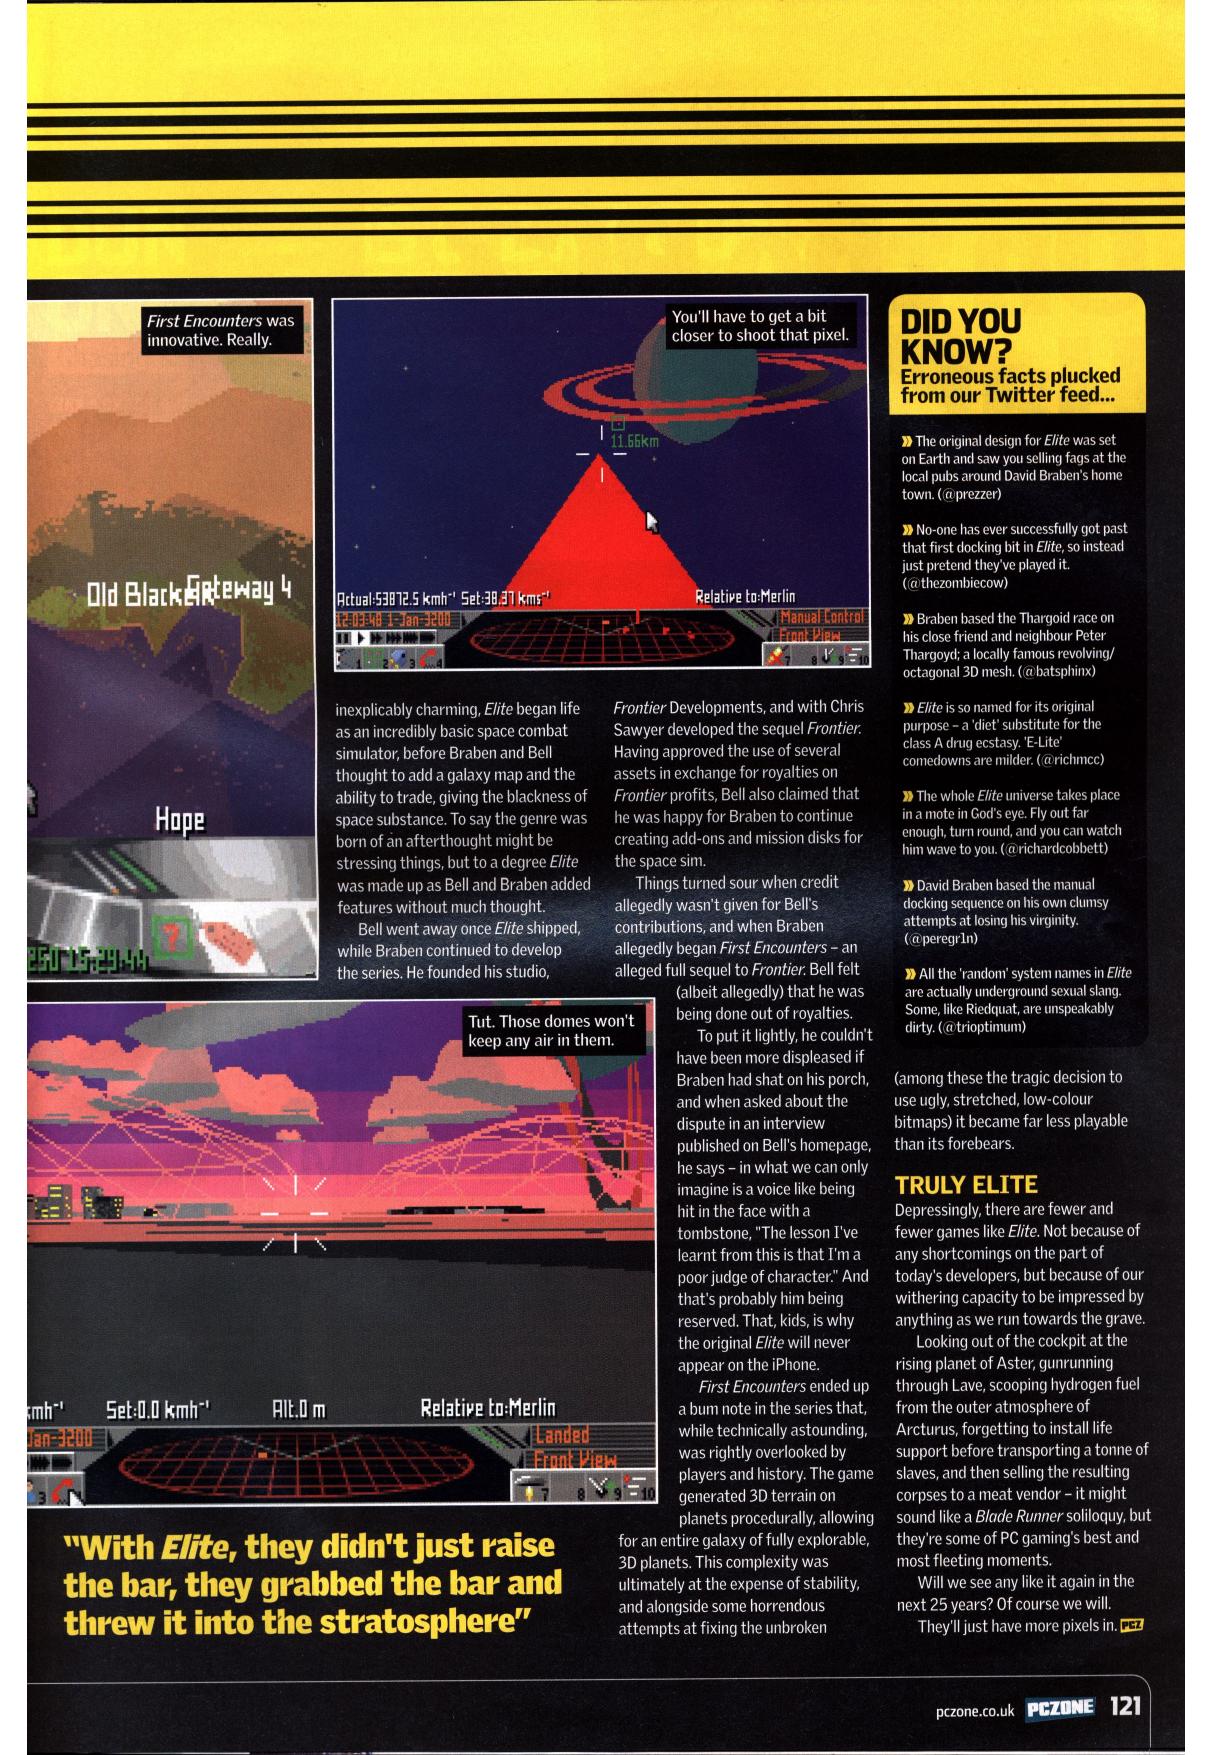 First Encounters was
innovative. Really.
Old Blacker
Gateway 4
Hope
250 15:29:44
?
You'll have to get a bit
closer to shoot that pixel.
11.66km
Actual:53872.5 kmh⁻¹ Set:38.37 kms⁻¹
Relative to:Merlin
12:03:48 1-Jan-3200
Manual Control
Front View
1 2 3 4
7 8 9 10
inexplicably charming, Elite began life
as an incredibly basic space combat
simulator, before Braben and Bell
thought to add a galaxy map and the
ability to trade, giving the blackness of
space substance. To say the genre was
born of an afterthought might be
stressing things, but to a degree Elite
was made up as Bell and Braben added
features without much thought.
Bell went away once Elite shipped,
while Braben continued to develop
the series. He founded his studio,
Tut. Those domes won't
keep any air in them.
kmh⁻¹ Set:0.0 kmh⁻¹ Alt.0 m Relative to:Merlin
Jan-3200
Landed
Front View
3
7 8 9 10
"With Elite, they didn't just raise
the bar, they grabbed the bar and
threw it into the stratosphere"
Frontier Developments, and with Chris
Sawyer developed the sequel Frontier.
Having approved the use of several
assets in exchange for royalties on
Frontier profits, Bell also claimed that
he was happy for Braben to continue
creating add-ons and mission disks for
the space sim.
Things turned sour when credit
allegedly wasn't given for Bell's
contributions, and when Braben
allegedly began First Encounters – an
alleged full sequel to Frontier. Bell felt
(albeit allegedly) that he was
being done out of royalties.
To put it lightly, he couldn't
have been more displeased if
Braben had shat on his porch,
and when asked about the
dispute in an interview
published on Bell's homepage,
he says – in what we can only
imagine is a voice like being
hit in the face with a
tombstone, "The lesson I've
learnt from this is that I'm a
poor judge of character." And
that's probably him being
reserved. That, kids, is why
the original Elite will never
appear on the iPhone.
First Encounters ended up
a bum note in the series that,
while technically astounding,
was rightly overlooked by
players and history. The game
generated 3D terrain on
planets procedurally, allowing
for an entire galaxy of fully explorable,
3D planets. This complexity was
ultimately at the expense of stability,
and alongside some horrendous
attempts at fixing the unbroken
DID YOU
KNOW?
Erroneous facts plucked
from our Twitter feed...
» The original design for Elite was set
on Earth and saw you selling fags at the
local pubs around David Braben's home
town. (@prezzer)
» No-one has ever successfully got past
that first docking bit in Elite, so instead
just pretend they've played it.
(@thezombiecow)
» Braben based the Thargoid race on
his close friend and neighbour Peter
Thargoyd; a locally famous revolving/
octagonal 3D mesh. (@batsphinx)
» Elite is so named for its original
purpose – a 'diet' substitute for the
class A drug ecstasy. 'E-Lite'
comedowns are milder. (@richmcc)
» The whole Elite universe takes place
in a mote in God's eye. Fly out far
enough, turn round, and you can watch
him wave to you. (@richardcobbett)
» David Braben based the manual
docking sequence on his own clumsy
attempts at losing his virginity.
(@peregr1n)
» All the 'random' system names in Elite
are actually underground sexual slang.
Some, like Riedquat, are unspeakably
dirty. (@trioptimum)
(among these the tragic decision to
use ugly, stretched, low-colour
bitmaps) it became far less playable
than its forebears.
TRULY ELITE
Depressingly, there are fewer and
fewer games like Elite. Not because of
any shortcomings on the part of
today's developers, but because of our
withering capacity to be impressed by
anything as we run towards the grave.
Looking out of the cockpit at the
rising planet of Aster, gunrunning
through Lave, scooping hydrogen fuel
from the outer atmosphere of
Arcturus, forgetting to install life
support before transporting a tonne of
slaves, and then selling the resulting
corpses to a meat vendor – it might
sound like a Blade Runner soliloquy, but
they're some of PC gaming's best and
most fleeting moments.
Will we see any like it again in the
next 25 years? Of course we will.
They'll just have more pixels in. PCZ
pczone.co.uk PCZONE 121